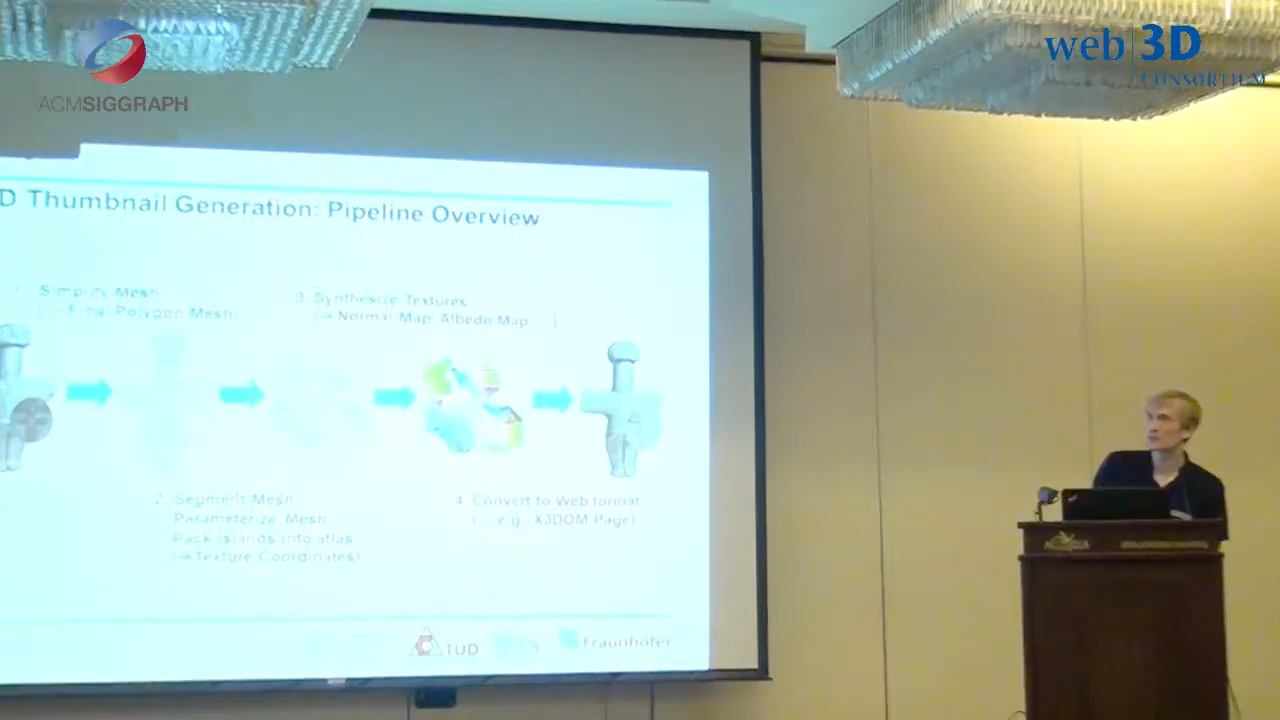 ACMSIGGRAPH
web 3D
CONSORTIUM
D Thumbnail Generation: Pipeline Overview
Simplify Mesh
Final Polygon Mesh)
3. Synthesize Textures
(→ Normal Map, Albedo Map
2. Segment Mesh
Parameterize Mesh
Pack islands into atlas
(→ Texture Coordinates)
4. Convert to Web format
e.g., X3DOM Page)
TUD
Fraunhofer